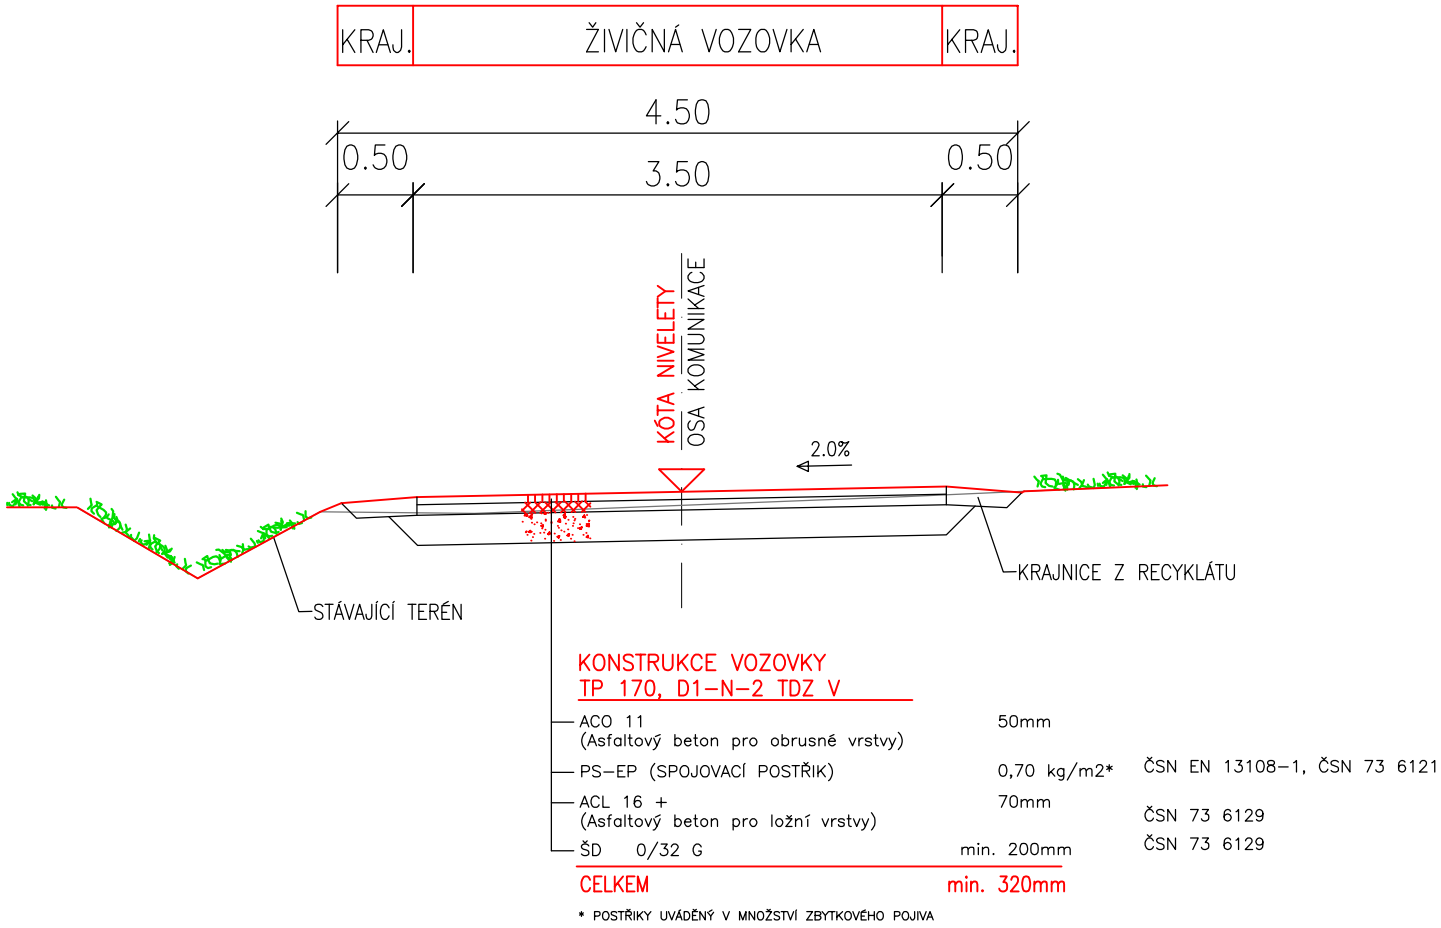 KRAJ. ŽIVIČNÁ VOZOVKA KRAJ.
4.50
0.50 3.50 0.50
KÓTA NIVELETY
OSA KOMUNIKACE
2.0%
KRAJNICE Z RECYKLÁTU
STÁVAJÍCÍ TERÉN
KONSTRUKCE VOZOVKY
TP 170, D1-N-2 TDZ V
ACO 11 50mm
(Asfaltový beton pro obrusné vrstvy)
PS-EP (SPOJOVACÍ POSTŘIK) 0,70 kg/m2* ČSN EN 13108-1, ČSN 73 6121
ACL 16 + 70mm
(Asfaltový beton pro ložní vrstvy) ČSN 73 6129
ŠD 0/32 G min. 200mm ČSN 73 6129
CELKEM min. 320mm
* POSTŘIKY UVÁDĚNÝ V MNOŽSTVÍ ZBYTKOVÉHO POJIVA